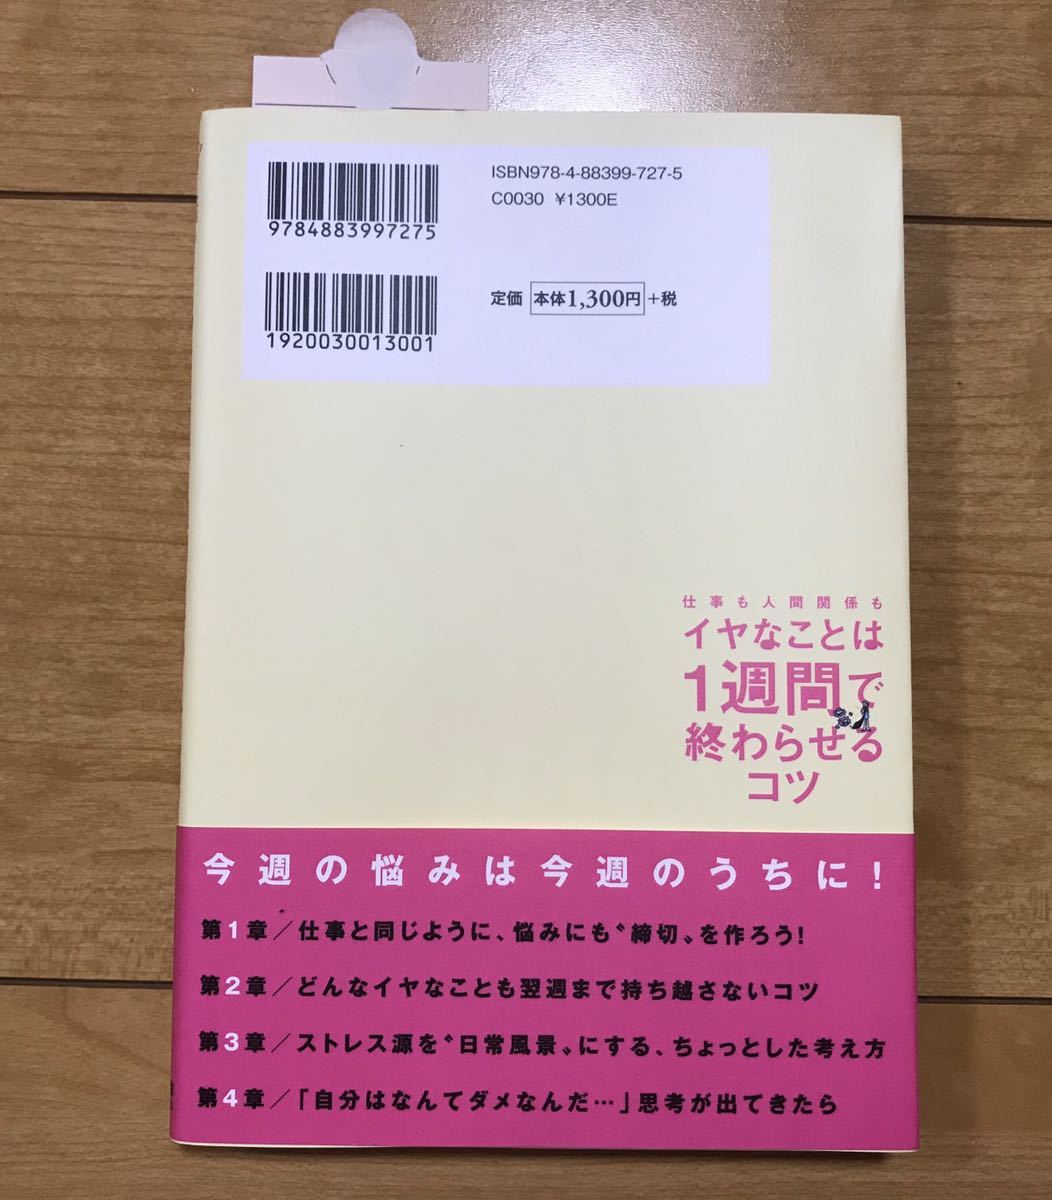 ISBN978-4-88399-727-5
C0030 ¥1300E
9784883997275
定価 本体1,300円+税
1920030013001
仕事も人間関係も
イヤなことは
1週間で
終わらせる
コツ
今週の悩みは今週のうちに!
第1章/仕事と同じように、悩みにも〝締切〟を作ろう!
第2章/どんなイヤなことも翌週まで持ち越さないコツ
第3章/ストレス源を〝日常風景〟にする、ちょっとした考え方
第4章/「自分はなんてダメなんだ…」思考が出てきたら